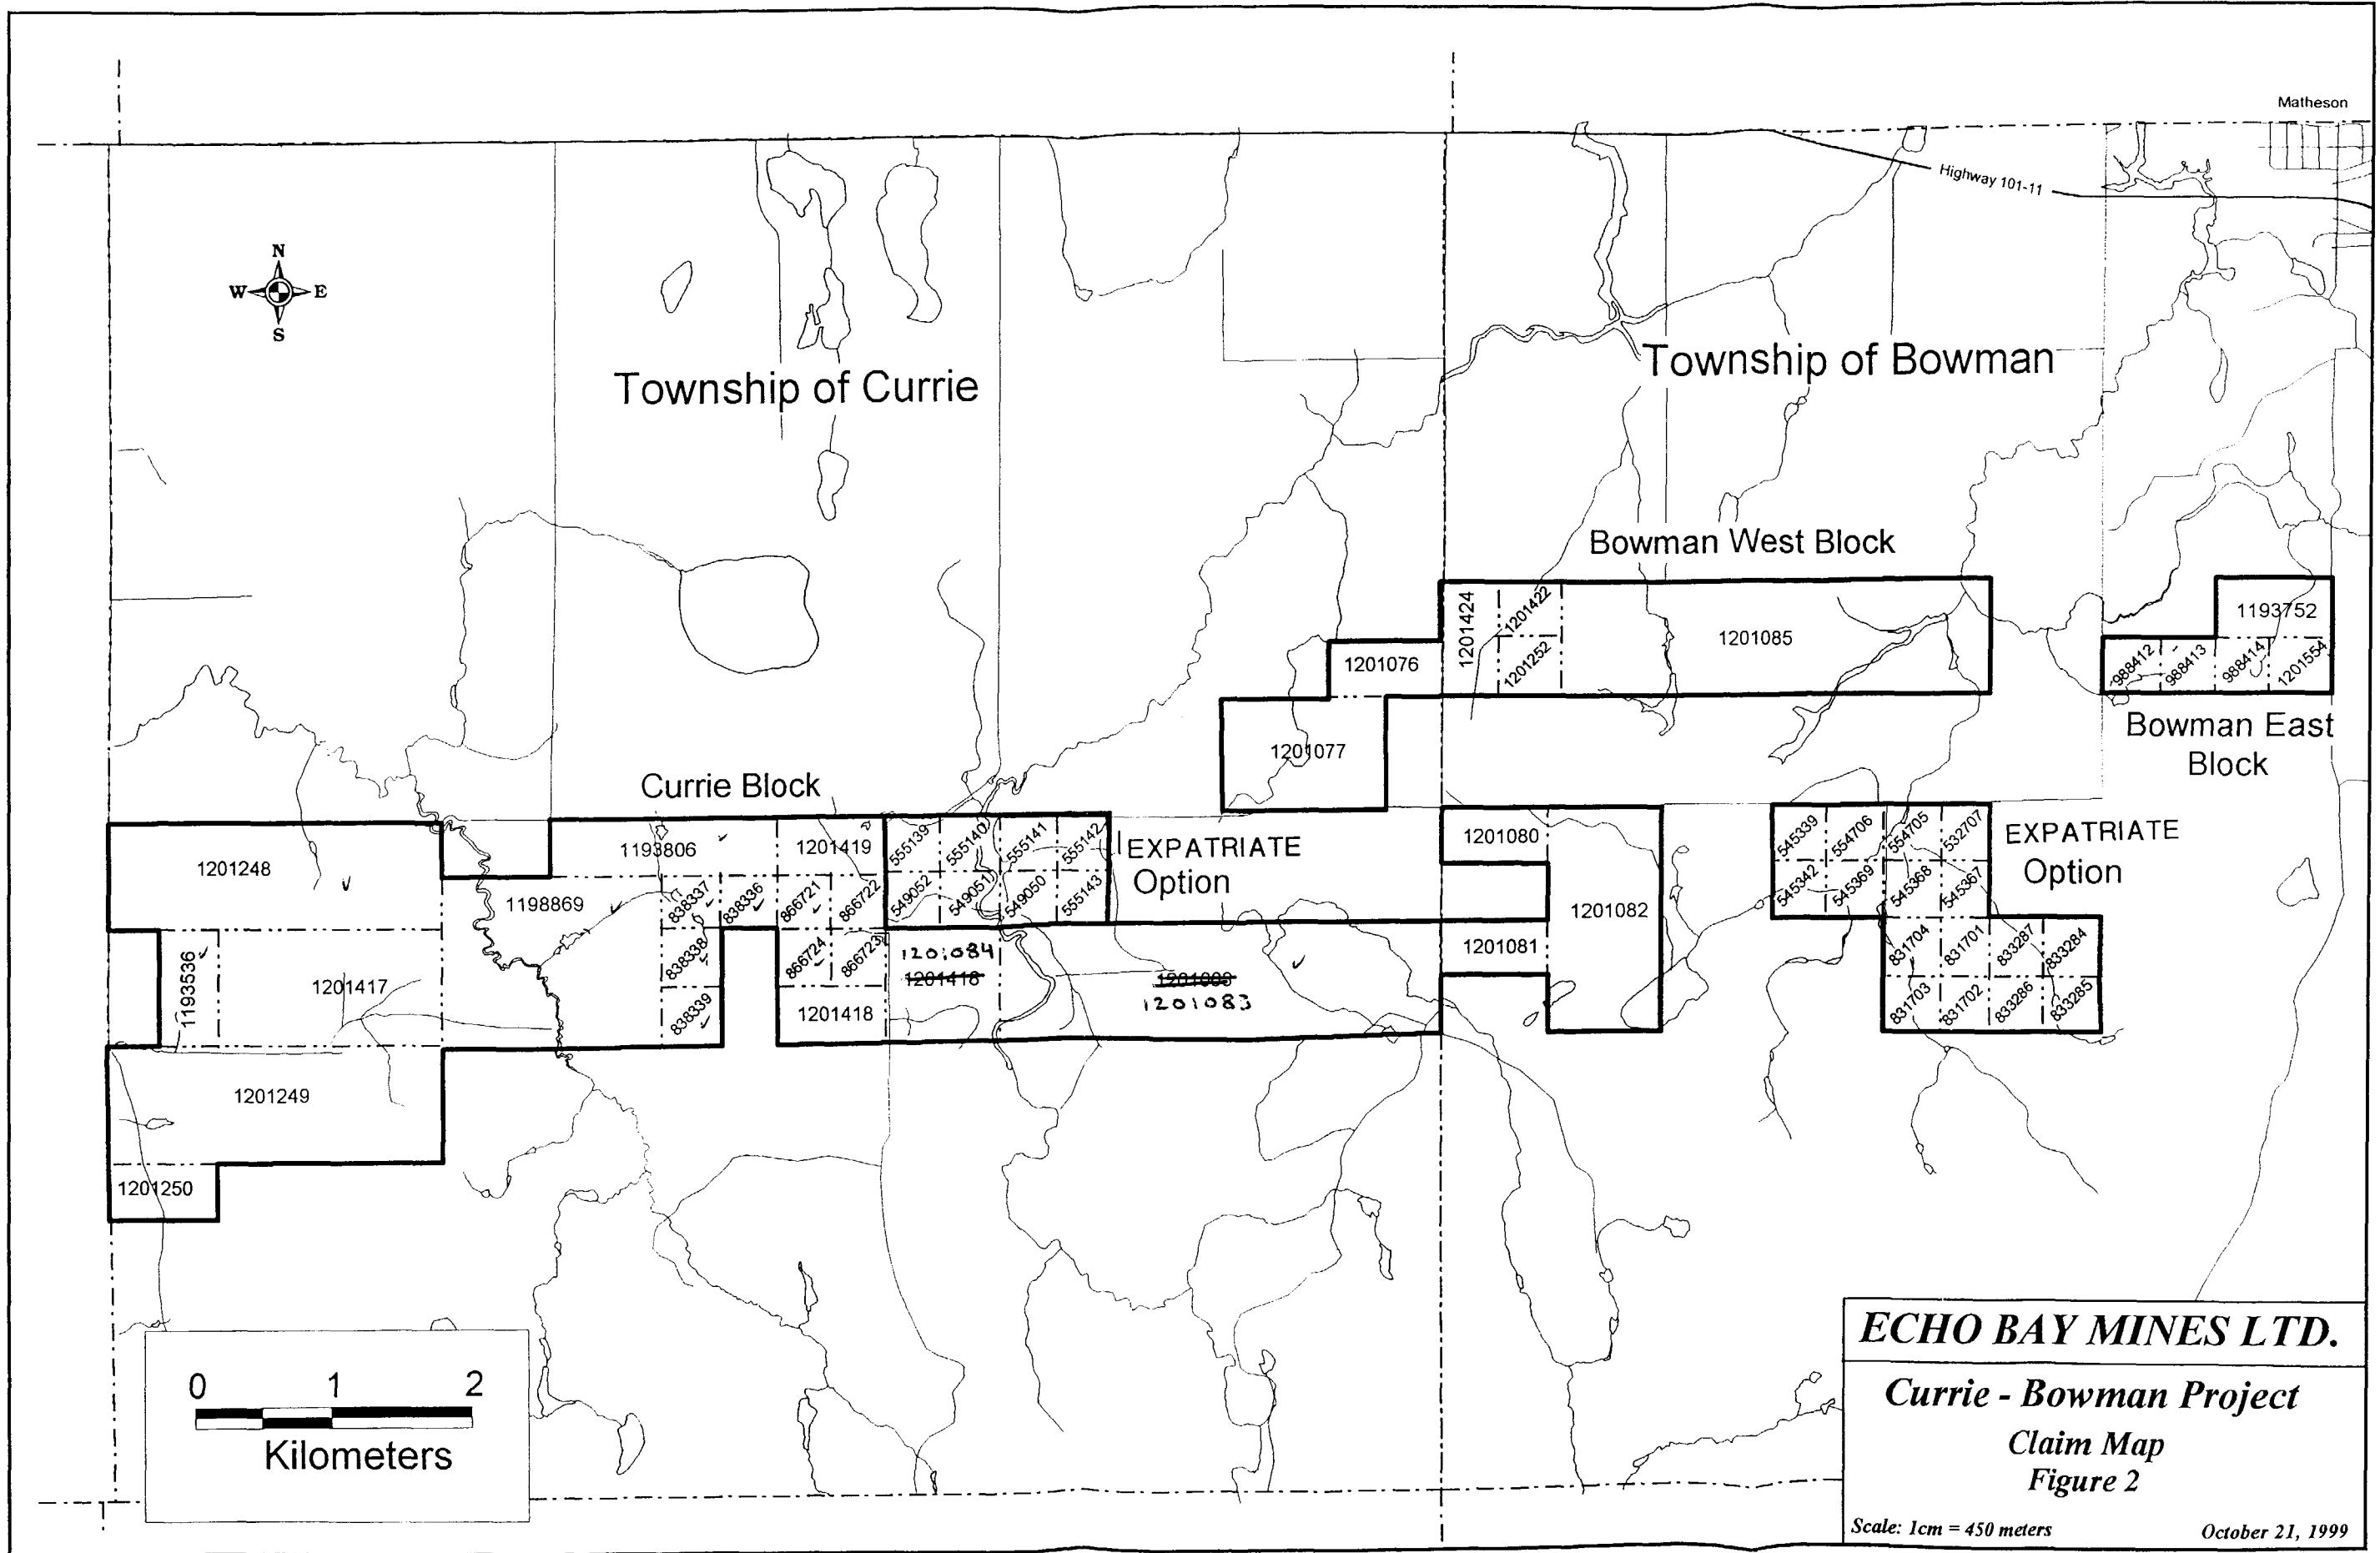 Matheson
Highway 101-11
N
W E
S
Township of Currie
Township of Bowman
Bowman West Block
1201424
1201422
1201252
1201085
1193752
988412
988413
988414
1201554
1201076
1201077
Bowman East
Block
Currie Block
1201248
1193806
1201419
555139
555140
555141
555142
EXPATRIATE
Option
549052
549051
549050
555143
1198869
838337
838336
866721
866722
838338
838339
866724
866723
1201418
1193536
1201417
1201084
1201418
1201083
1201080
1201081
1201082
545339
554706
554705
532707
EXPATRIATE
Option
545342
545369
545368
545367
831704
831701
833287
833284
831703
831702
833286
833285
1201249
1201250
0 1 2
Kilometers
ECHO BAY MINES LTD.
Currie - Bowman Project
Claim Map
Figure 2
Scale: 1cm = 450 meters
October 21, 1999